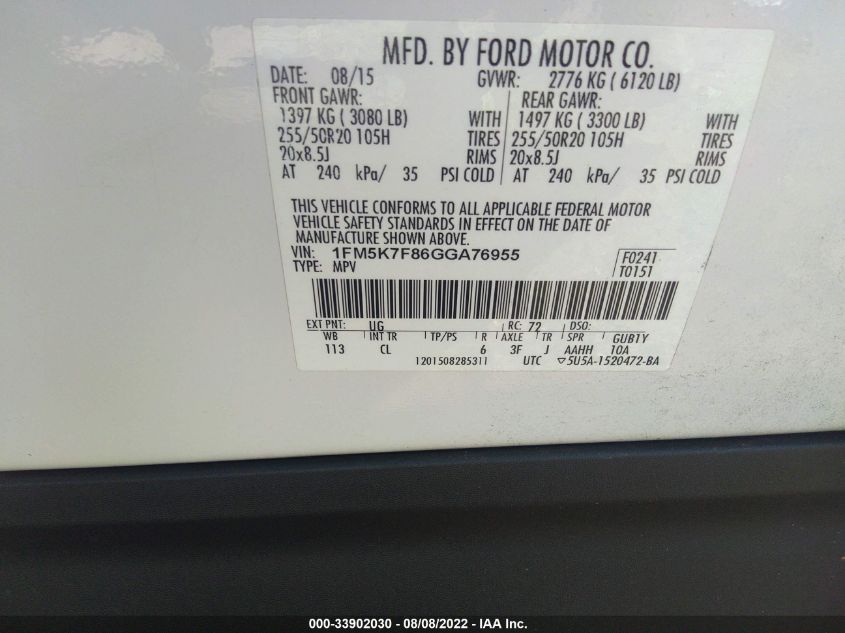 MFD. BY FORD MOTOR CO.
DATE: 08/15 GVWR: 2776 KG ( 6120 LB)
FRONT GAWR: REAR GAWR:
1397 KG ( 3080 LB) WITH 1497 KG ( 3300 LB) WITH
255/50R20 105H TIRES 255/50R20 105H TIRES
20x8.5J RIMS 20x8.5J RIMS
AT 240 kPa/ 35 PSI COLD AT 240 kPa/ 35 PSI COLD
THIS VEHICLE CONFORMS TO ALL APPLICABLE FEDERAL MOTOR
VEHICLE SAFETY STANDARDS IN EFFECT ON THE DATE OF
MANUFACTURE SHOWN ABOVE.
VIN: 1FM5K7F86GGA76955 F0241
TYPE: MPV T0151
EXT PNT: UG RC: 72 DSO:
WB INT TR TP/PS R AXLE TR SPR GUB1Y
113 CL 6 3F J AAHH 10A
1201508285311 UTC ▽5U5A-1520472-BA
000-33902030 - 08/08/2022 - IAA Inc.